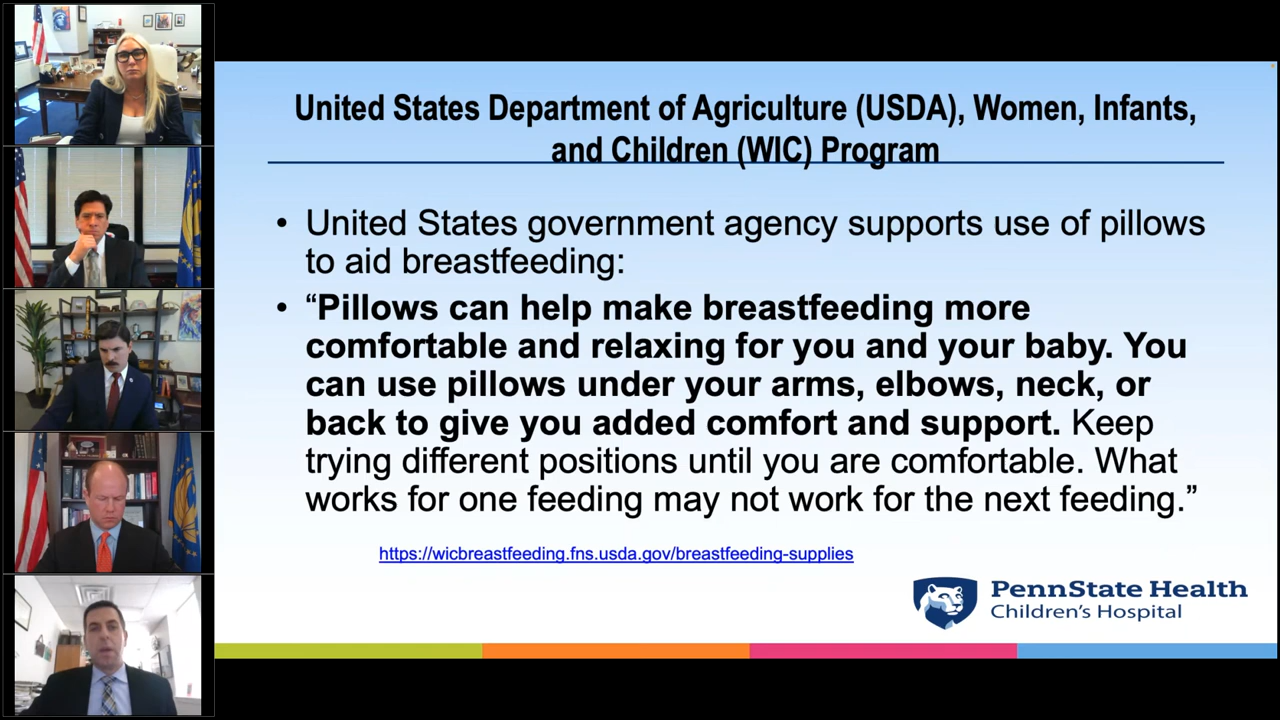 United States Department of Agriculture (USDA), Women, Infants,
and Children (WIC) Program
• United States government agency supports use of pillows
to aid breastfeeding:
• “Pillows can help make breastfeeding more
comfortable and relaxing for you and your baby. You
can use pillows under your arms, elbows, neck, or
back to give you added comfort and support. Keep
trying different positions until you are comfortable. What
works for one feeding may not work for the next feeding.”
https://wicbreastfeeding.fns.usda.gov/breastfeeding-supplies
PennState Health
Children's Hospital